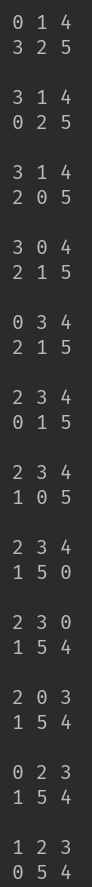 0 1 4
3 2 5

3 1 4
0 2 5

3 1 4
2 0 5

3 0 4
2 1 5

0 3 4
2 1 5

2 3 4
0 1 5

2 3 4
1 0 5

2 3 4
1 5 0

2 3 0
1 5 4

2 0 3
1 5 4

0 2 3
1 5 4

1 2 3
0 5 4